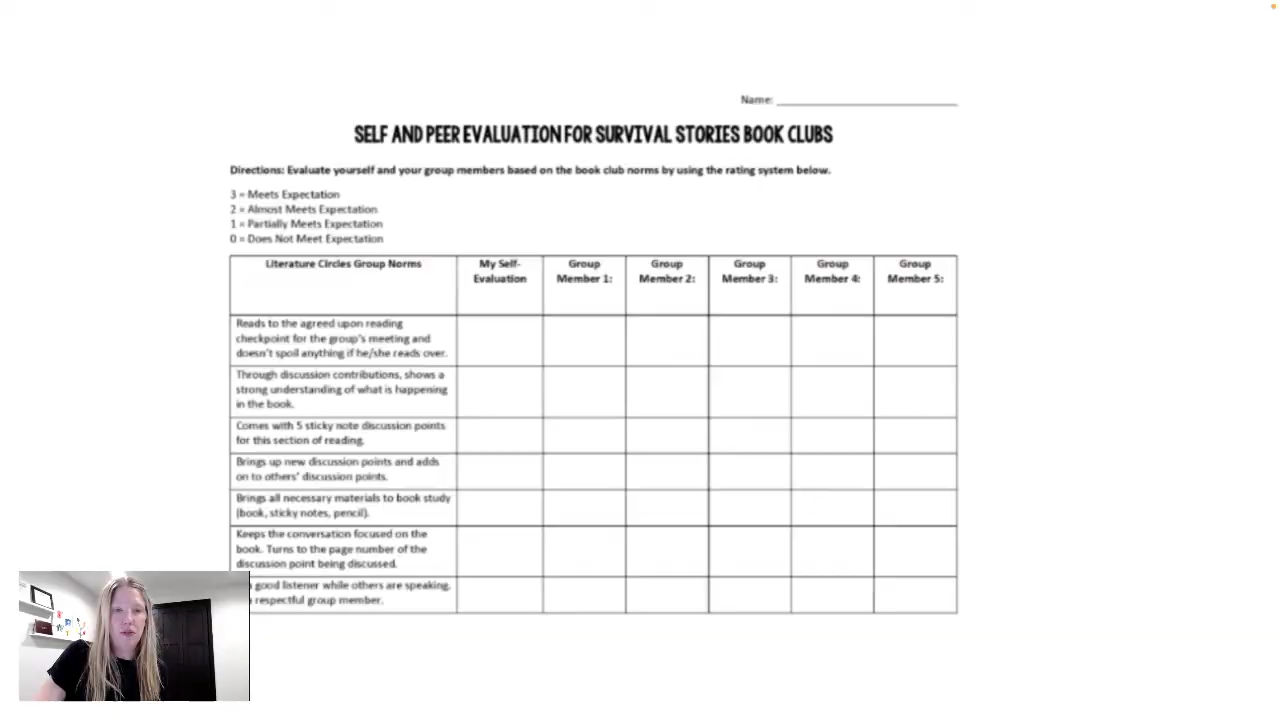 Name: ____________________
SELF AND PEER EVALUATION FOR SURVIVAL STORIES BOOK CLUBS
Directions: Evaluate yourself and your group members based on the book club norms by using the rating system below.
3 = Meets Expectation
2 = Almost Meets Expectation
1 = Partially Meets Expectation
0 = Does Not Meet Expectation
Literature Circles Group Norms
My Self-
Evaluation
Group
Member 1:
Group
Member 2:
Group
Member 3:
Group
Member 4:
Group
Member 5:
Reads to the agreed upon reading
checkpoint for the group's meeting and
doesn't spoil anything if he/she reads over.
Through discussion contributions, shows a
strong understanding of what is happening
in the book.
Comes with 5 sticky note discussion points
for this section of reading.
Brings up new discussion points and adds
on to others' discussion points.
Brings all necessary materials to book study
(book, sticky notes, pencil).
Keeps the conversation focused on the
book. Turns to the page number of the
discussion point being discussed.
good listener while others are speaking.
respectful group member.